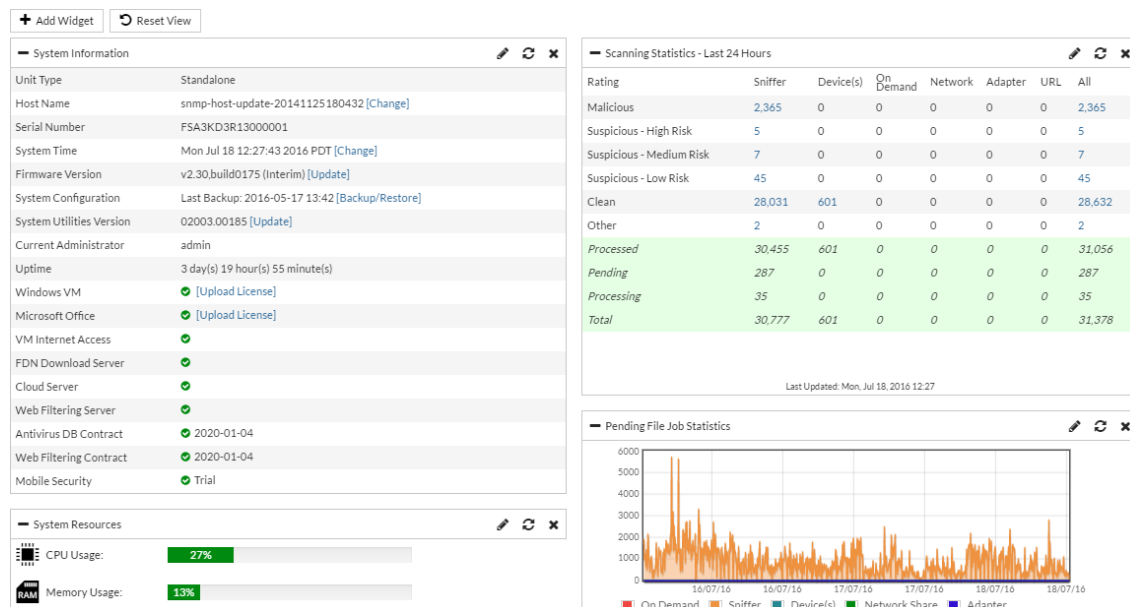 Add Widget Reset View
System Information
Unit Type Standalone
Host Name snmp-host-update-20141125180432 [Change]
Serial Number FSA3KD3R13000001
System Time Mon Jul 18 12:27:43 2016 PDT [Change]
Firmware Version v2.30,build0175 (Interim) [Update]
System Configuration Last Backup: 2016-05-17 13:42 [Backup/Restore]
System Utilities Version 02003.00185 [Update]
Current Administrator admin
Uptime 3 day(s) 19 hour(s) 55 minute(s)
Windows VM [Upload License]
Microsoft Office [Upload License]
VM Internet Access
FDN Download Server
Cloud Server
Web Filtering Server
Antivirus DB Contract 2020-01-04
Web Filtering Contract 2020-01-04
Mobile Security Trial
System Resources
CPU Usage: 27%
RAM Memory Usage: 13%
Scanning Statistics - Last 24 Hours
Rating Sniffer Device(s) On Demand Network Adapter URL All
Malicious 2,365 0 0 0 0 0 2,365
Suspicious - High Risk 5 0 0 0 0 0 5
Suspicious - Medium Risk 7 0 0 0 0 0 7
Suspicious - Low Risk 45 0 0 0 0 0 45
Clean 28,031 601 0 0 0 0 28,632
Other 2 0 0 0 0 0 2
Processed 30,455 601 0 0 0 0 31,056
Pending 287 0 0 0 0 0 287
Processing 35 0 0 0 0 0 35
Total 30,777 601 0 0 0 0 31,378
Last Updated: Mon, Jul 18, 2016 12:27
Pending File Job Statistics
6000
5000
4000
3000
2000
1000
0
16/07/16 16/07/16 17/07/16 17/07/16 18/07/16 18/07/16
On Demand Sniffer Device(s) Network Share Adapter